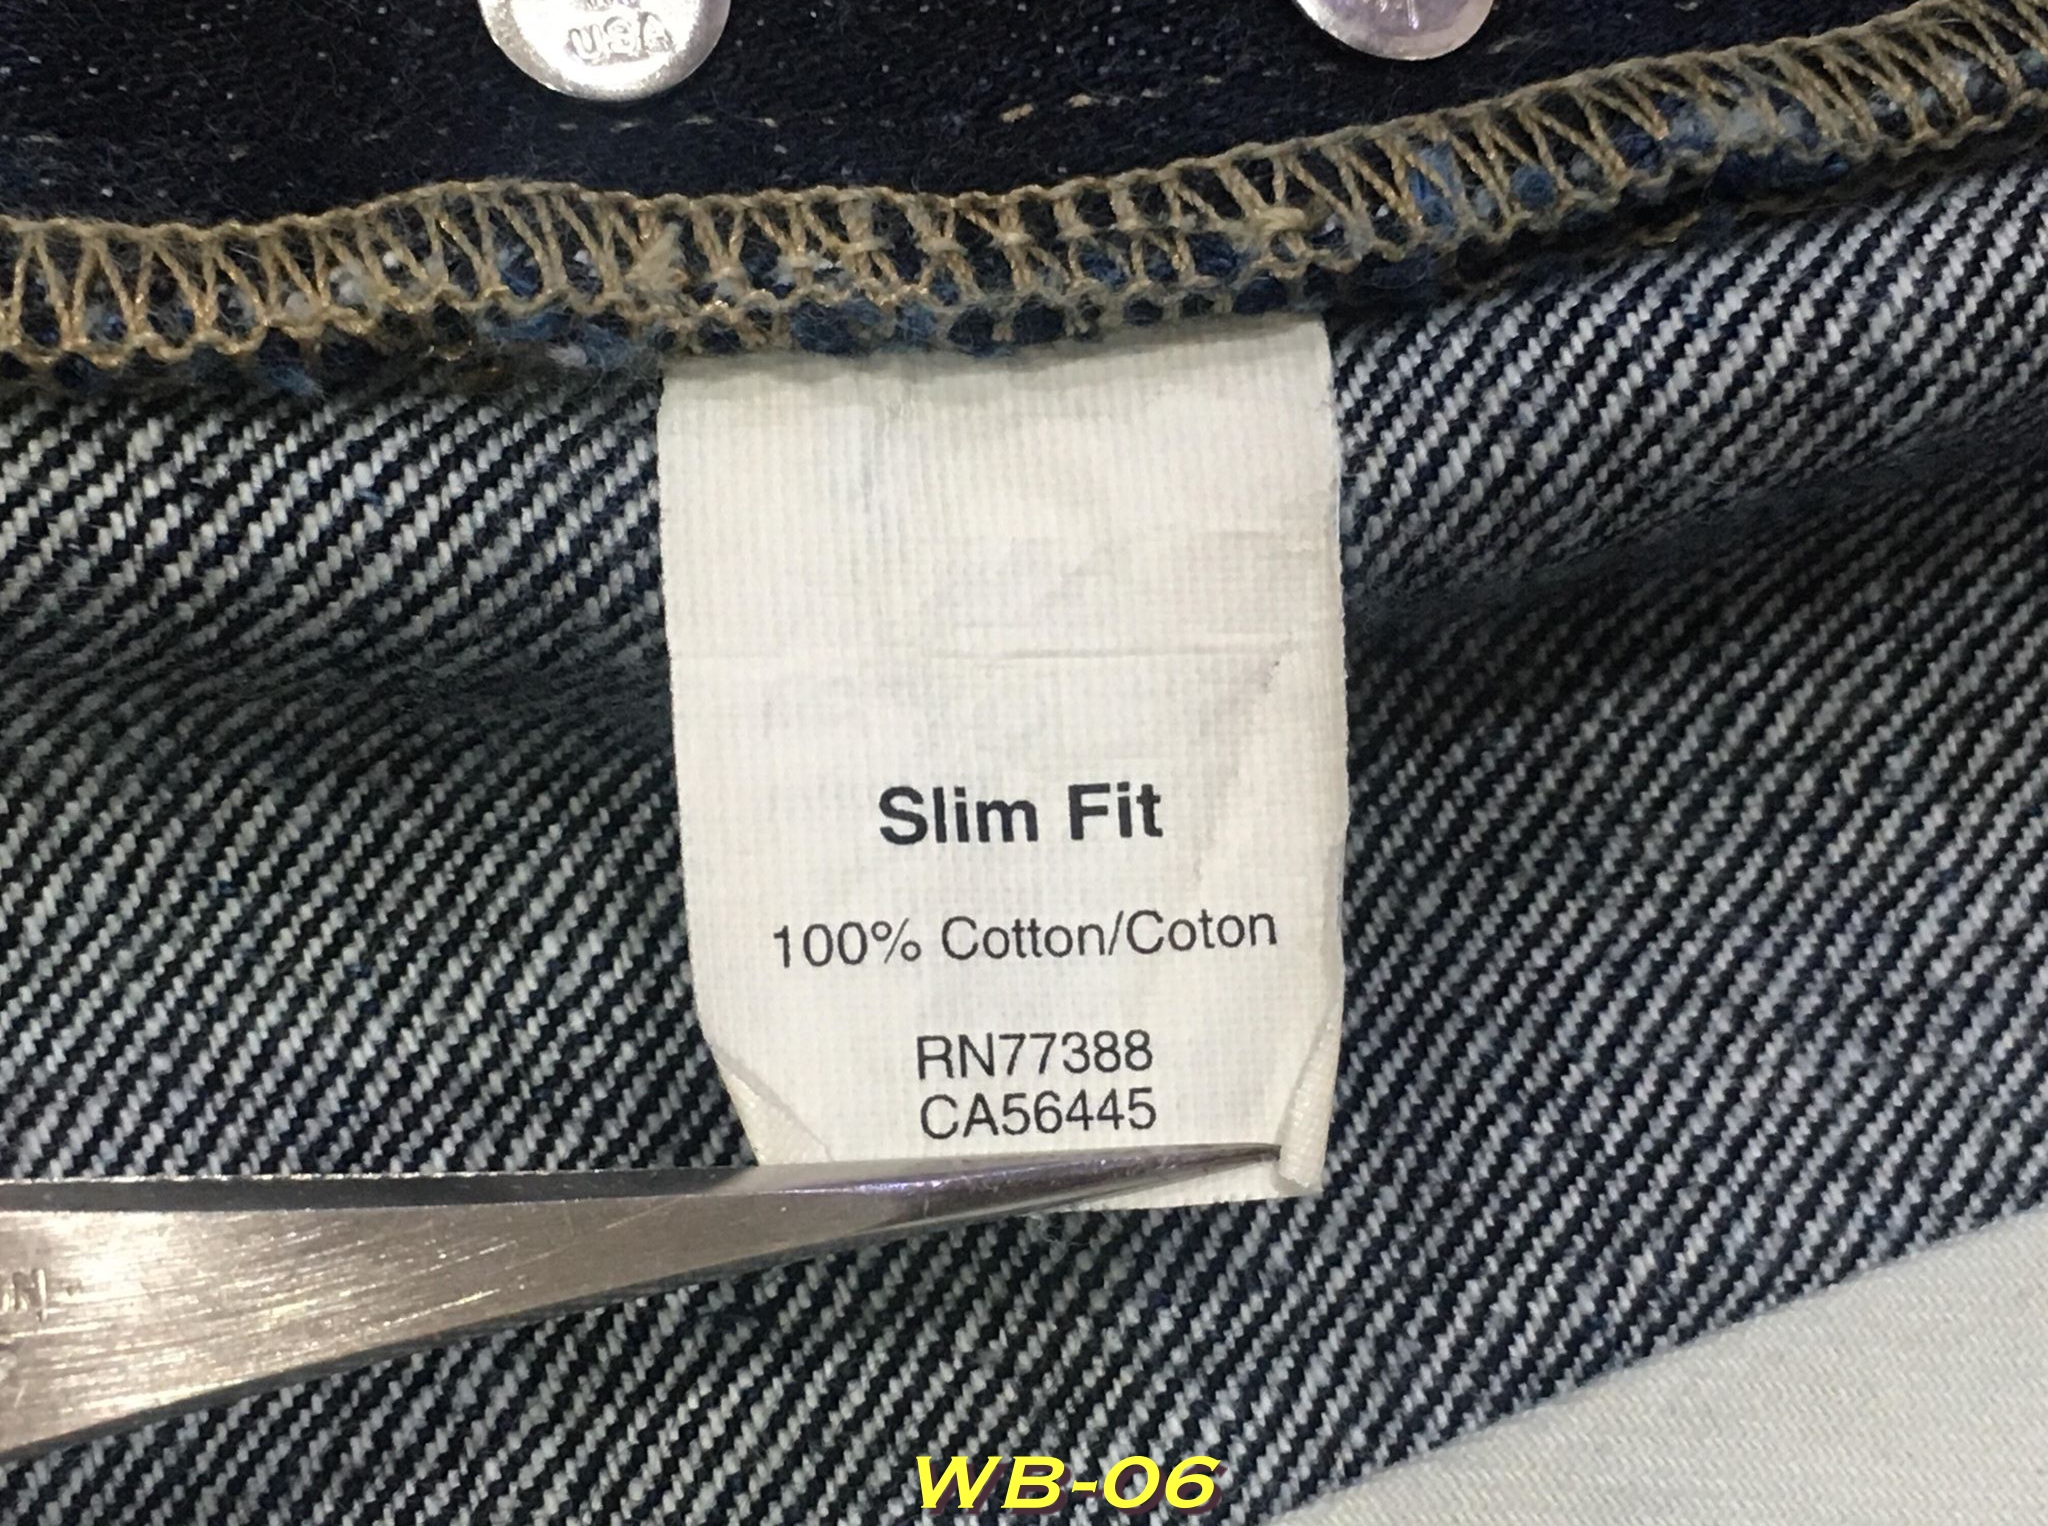 USA
Slim Fit
100% Cotton/Coton
RN77388
CA56445
N
WB-06